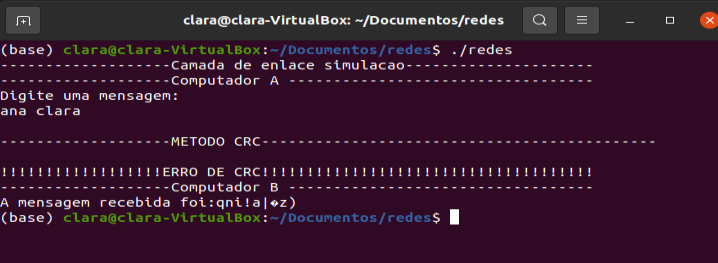 clara@clara-VirtualBox: ~/Documentos/redes
(base) clara@clara-VirtualBox:~/Documentos/redes$ ./redes
-------------------Camada de enlace simulacao---------------------
-------------------Computador A ----------------------------------
Digite uma mensagem:
ana clara
-------------------METODO CRC--------------------------------------------
!!!!!!!!!!!!!!!!!!ERRO DE CRC!!!!!!!!!!!!!!!!!!!!!!!!!!!!!!!!!!!!!
-------------------Computador B ----------------------------------
A mensagem recebida foi:qni!a|�z)
(base) clara@clara-VirtualBox:~/Documentos/redes$